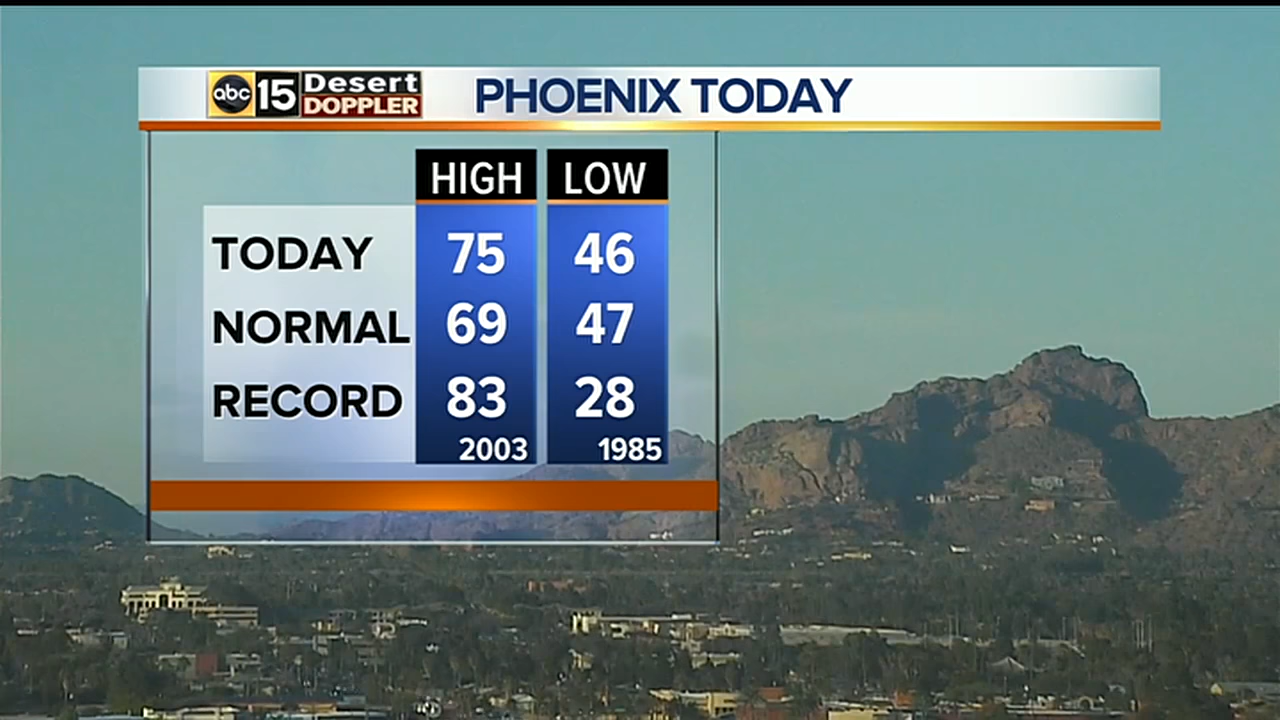 abc 15 Desert DOPPLER PHOENIX TODAY
HIGH LOW
TODAY 75 46
NORMAL 69 47
RECORD 83 28
2003 1985